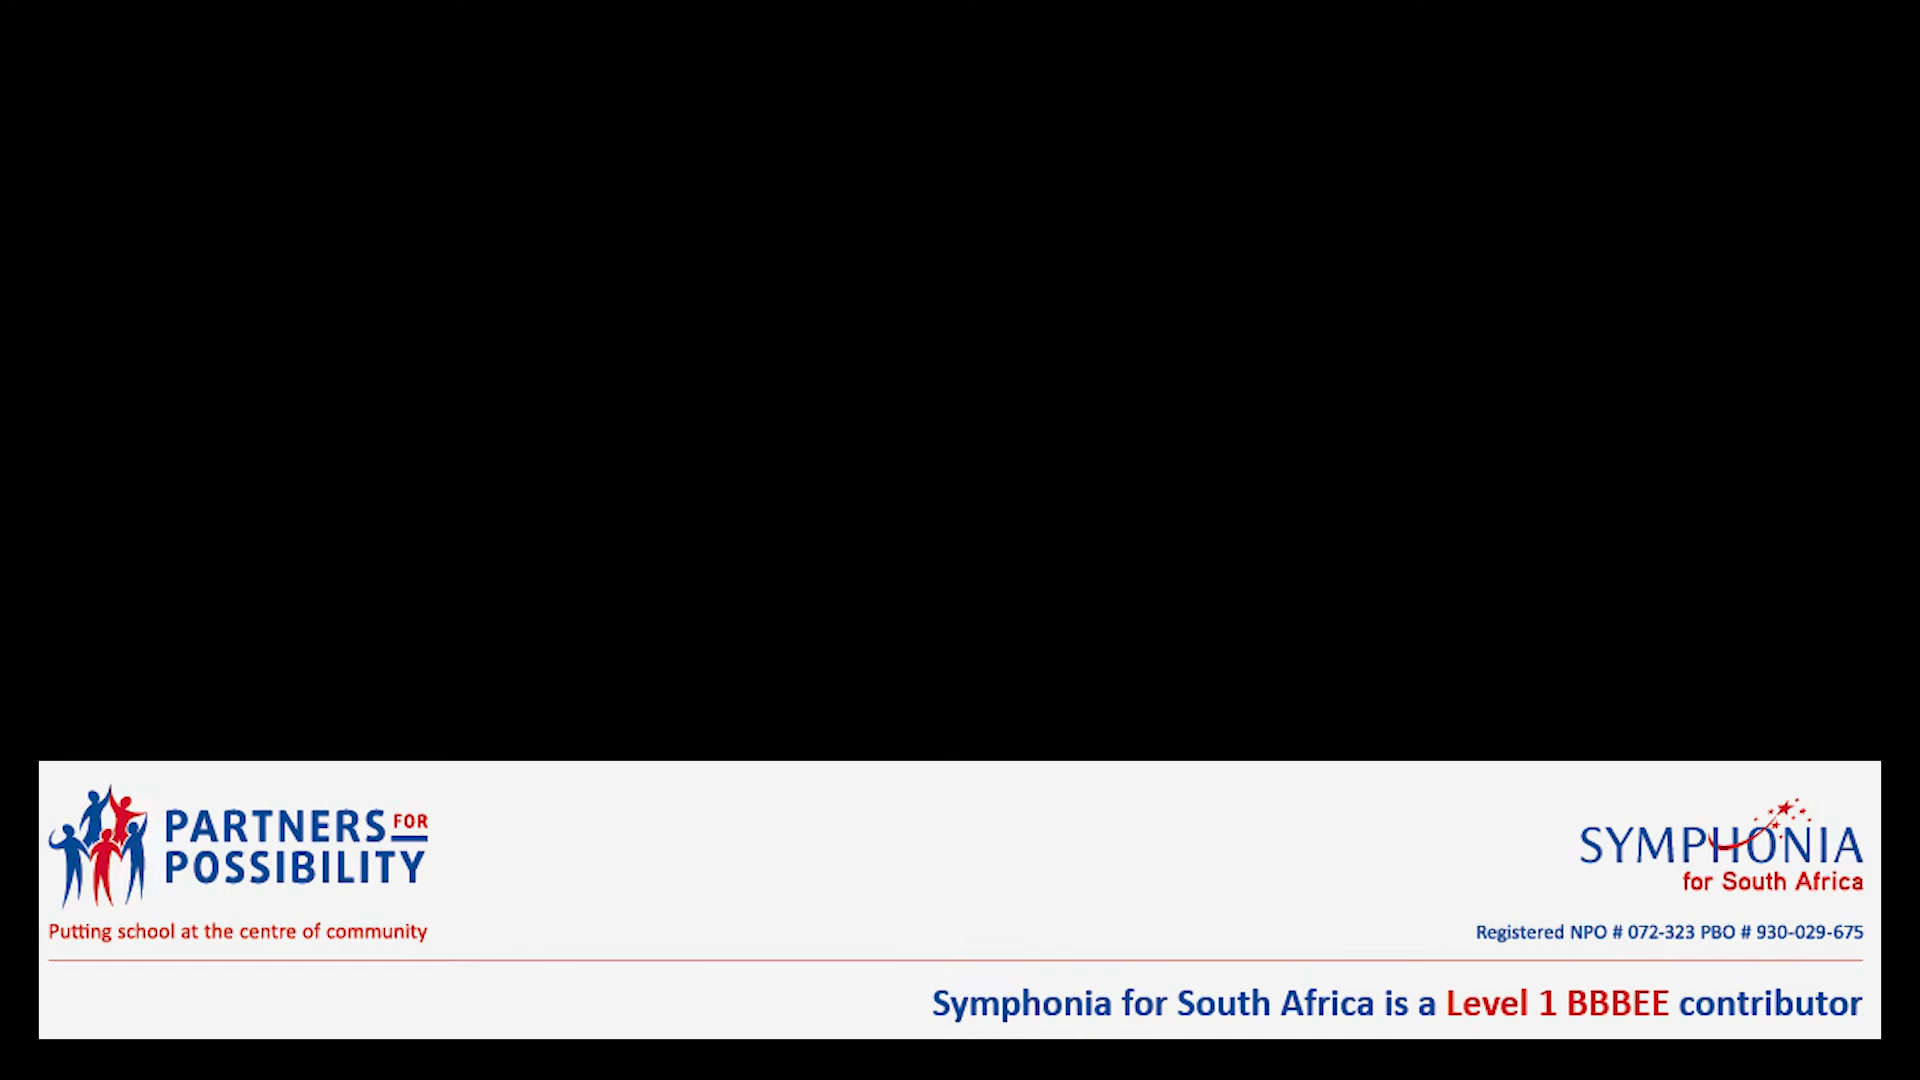 PARTNERS FOR
POSSIBILITY
Putting school at the centre of community
SYMPHONIA
for South Africa
Registered NPO # 072-323 PBO # 930-029-675
Symphonia for South Africa is a Level 1 BBBEE contributor